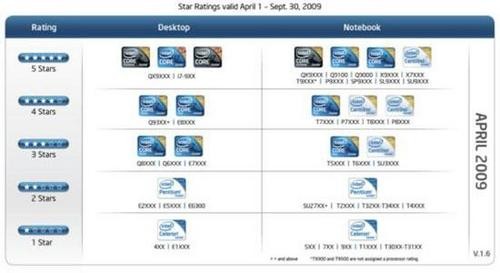 Star Ratings valid April 1 - Sept. 30, 2009
Rating
Desktop
Notebook
5 Stars
QX9XXX | i7-9XX
QX9XXX | Q9100 | Q9000 | X9XXX | X7XXX
T9XXX* | P9XXX | SP9XXX | SL9XXX | SU9XXX
4 Stars
Q93XX+ | E8XXX
T7XXX | P7XXX | T8XXX | P8XXX
3 Stars
Q8XXX | Q6XXX | E7XXX
T5XXX | T6XXX | SU3XXX
2 Stars
E2XXX | E5XXX | E6300
SU27XX+ | T2XXX | T32XX-T34XX | T4XXX
1 Star
4XX | E1XXX
5XX | 7XX | 9XX | T1XXX | T30XX-T31XX
APRIL 2009
V.1.6
+ = and above
*T9300 and T9500 are not assigned a processor rating.